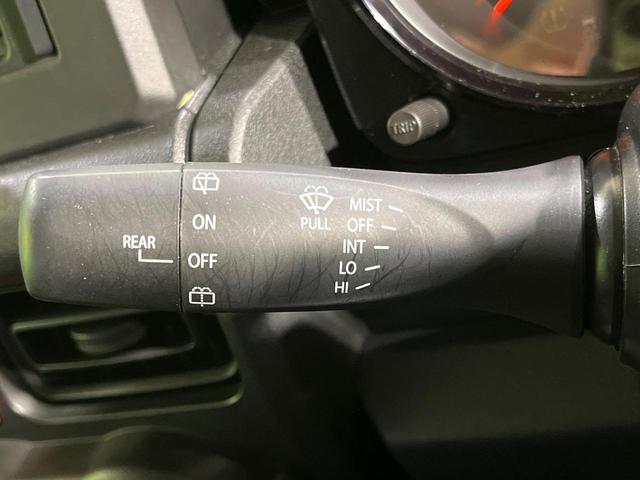 TRIP
MIST
OFF
INT
LO
HI
PULL
ON
OFF
REAR